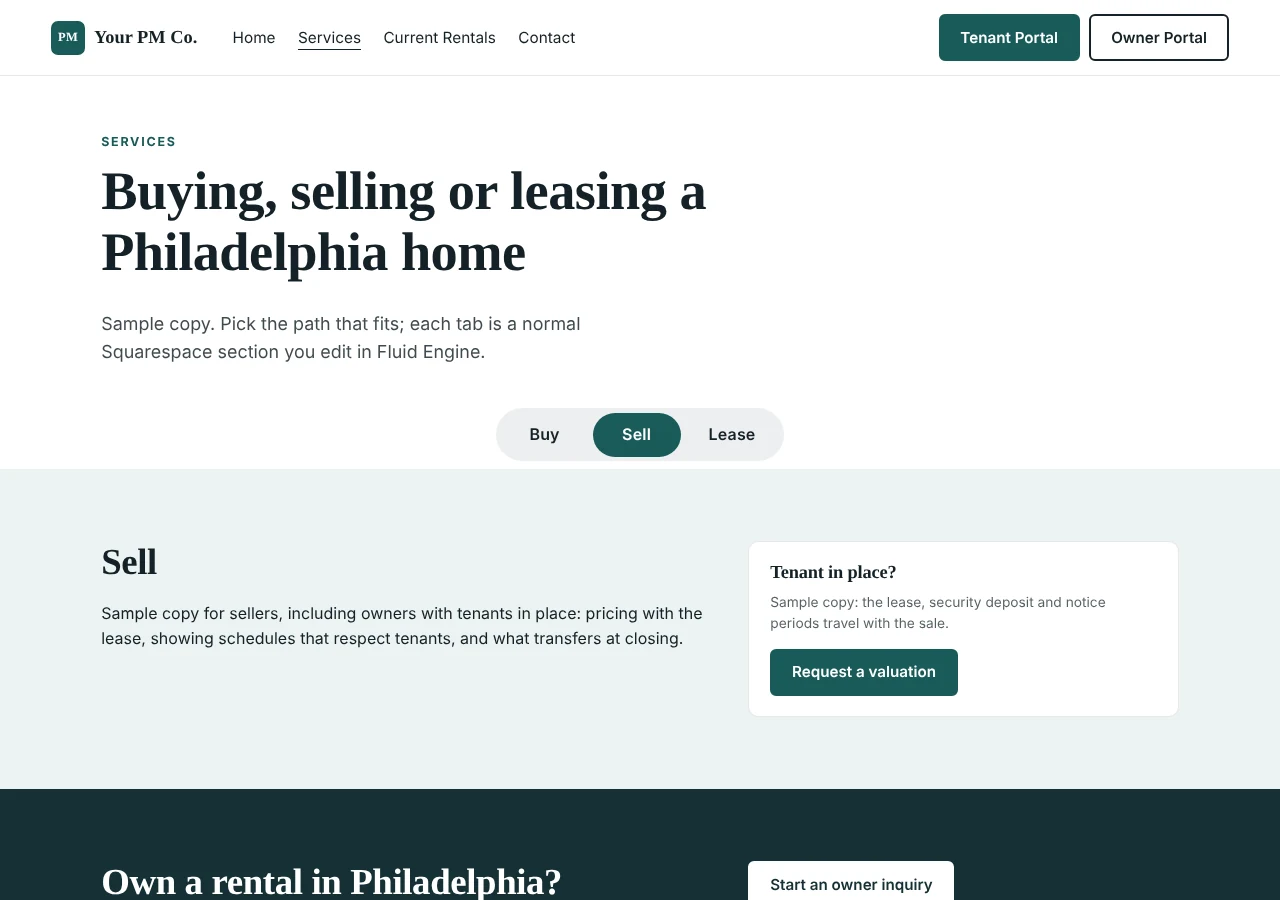 PM Your PM Co. Home Services Current Rentals Contact Tenant Portal Owner Portal
SERVICES
Buying, selling or leasing a
Philadelphia home
Sample copy. Pick the path that fits; each tab is a normal
Squarespace section you edit in Fluid Engine.
Buy Sell Lease
Sell
Sample copy for sellers, including owners with tenants in place: pricing with the
lease, showing schedules that respect tenants, and what transfers at closing.
Tenant in place?
Sample copy: the lease, security deposit and notice
periods travel with the sale.
Request a valuation
Own a rental in Philadelphia?
Start an owner inquiry